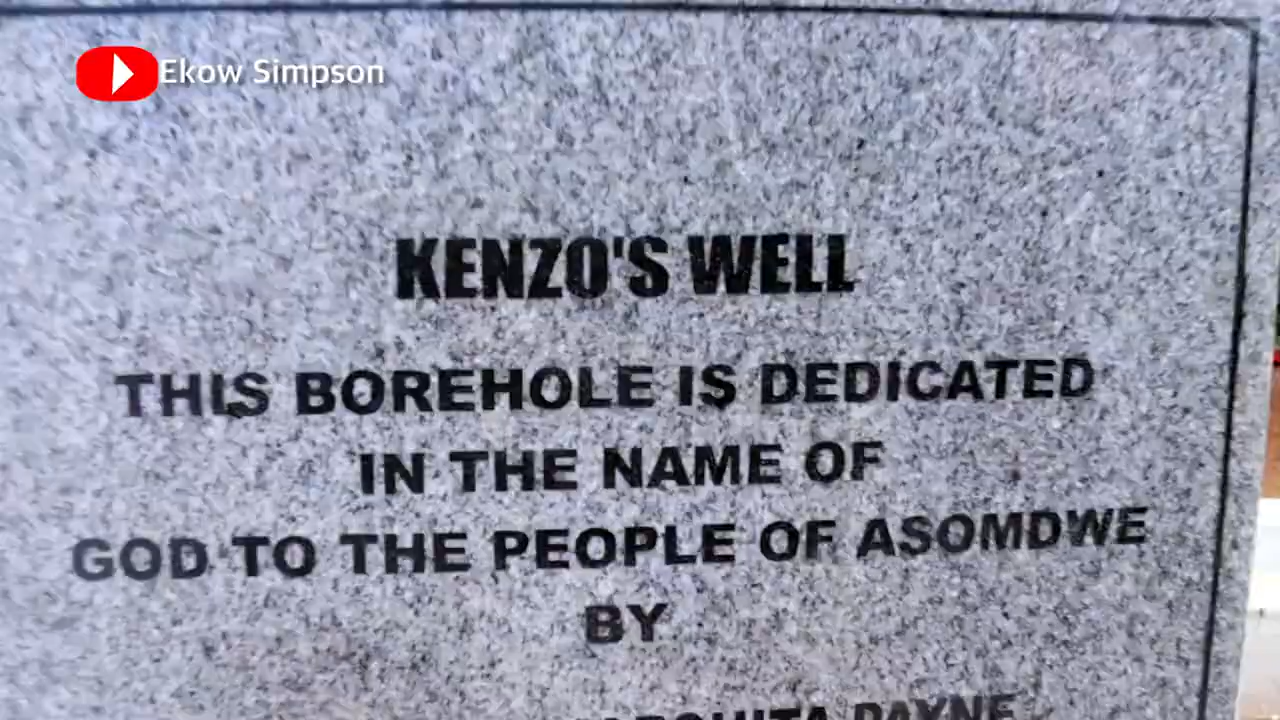 Ekow Simpson
KENZO'S WELL
THIS BOREHOLE IS DEDICATED
IN THE NAME OF
GOD TO THE PEOPLE OF ASOMDWE
BY
PAYNE